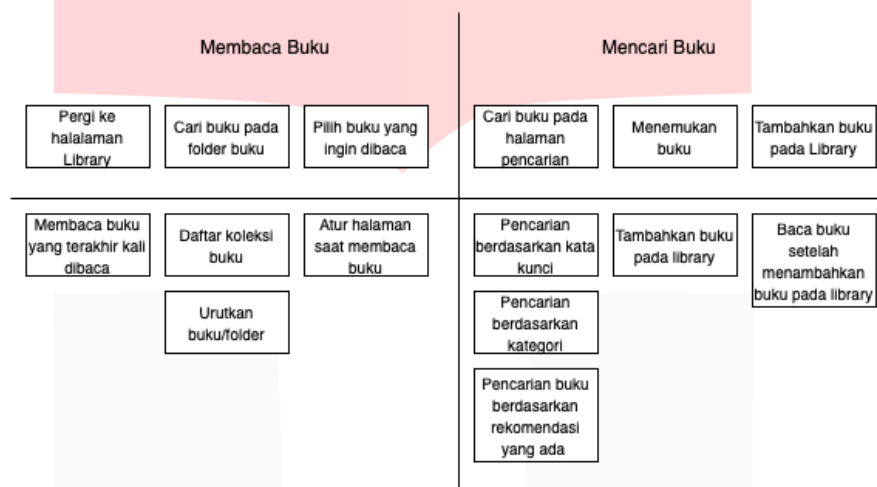 Membaca Buku
Mencari Buku
Pergi ke
halalaman
Library
Cari buku pada
folder buku
Pilih buku yang
ingin dibaca
Cari buku pada
halaman
pencarian
Menemukan
buku
Tambahkan buku
pada Library
Membaca buku
yang terakhir kali
dibaca
Daftar koleksi
buku
Atur halaman
saat membaca
buku
Urutkan
buku/folder
Pencarian
berdasarkan kata
kunci
Tambahkan buku
pada library
Baca buku
setelah
menambahkan
buku pada library
Pencarian
berdasarkan
kategori
Pencarian buku
berdasarkan
rekomendasi
yang ada